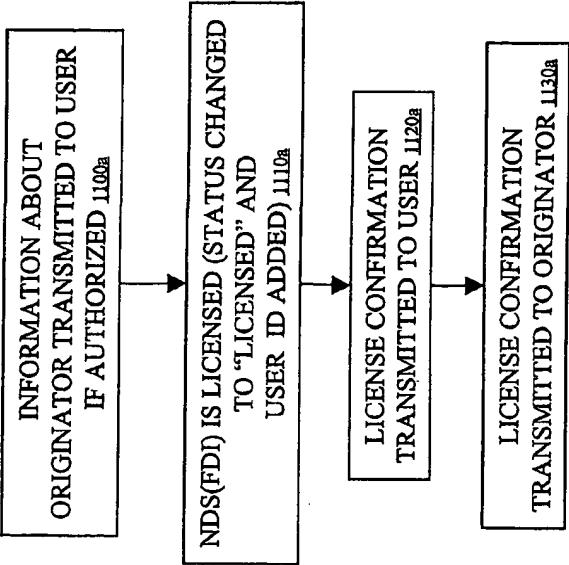 INFORMATION ABOUT
ORIGINATOR TRANSMITTED TO USER
IF AUTHORIZED 1100a
NDS(FDI) IS LICENSED (STATUS CHANGED
TO "LICENSED" AND
USER ID ADDED) 1110a
LICENSE CONFIRMATION
TRANSMITTED TO USER 1120a
LICENSE CONFIRMATION
TRANSMITTED TO ORIGINATOR 1130a